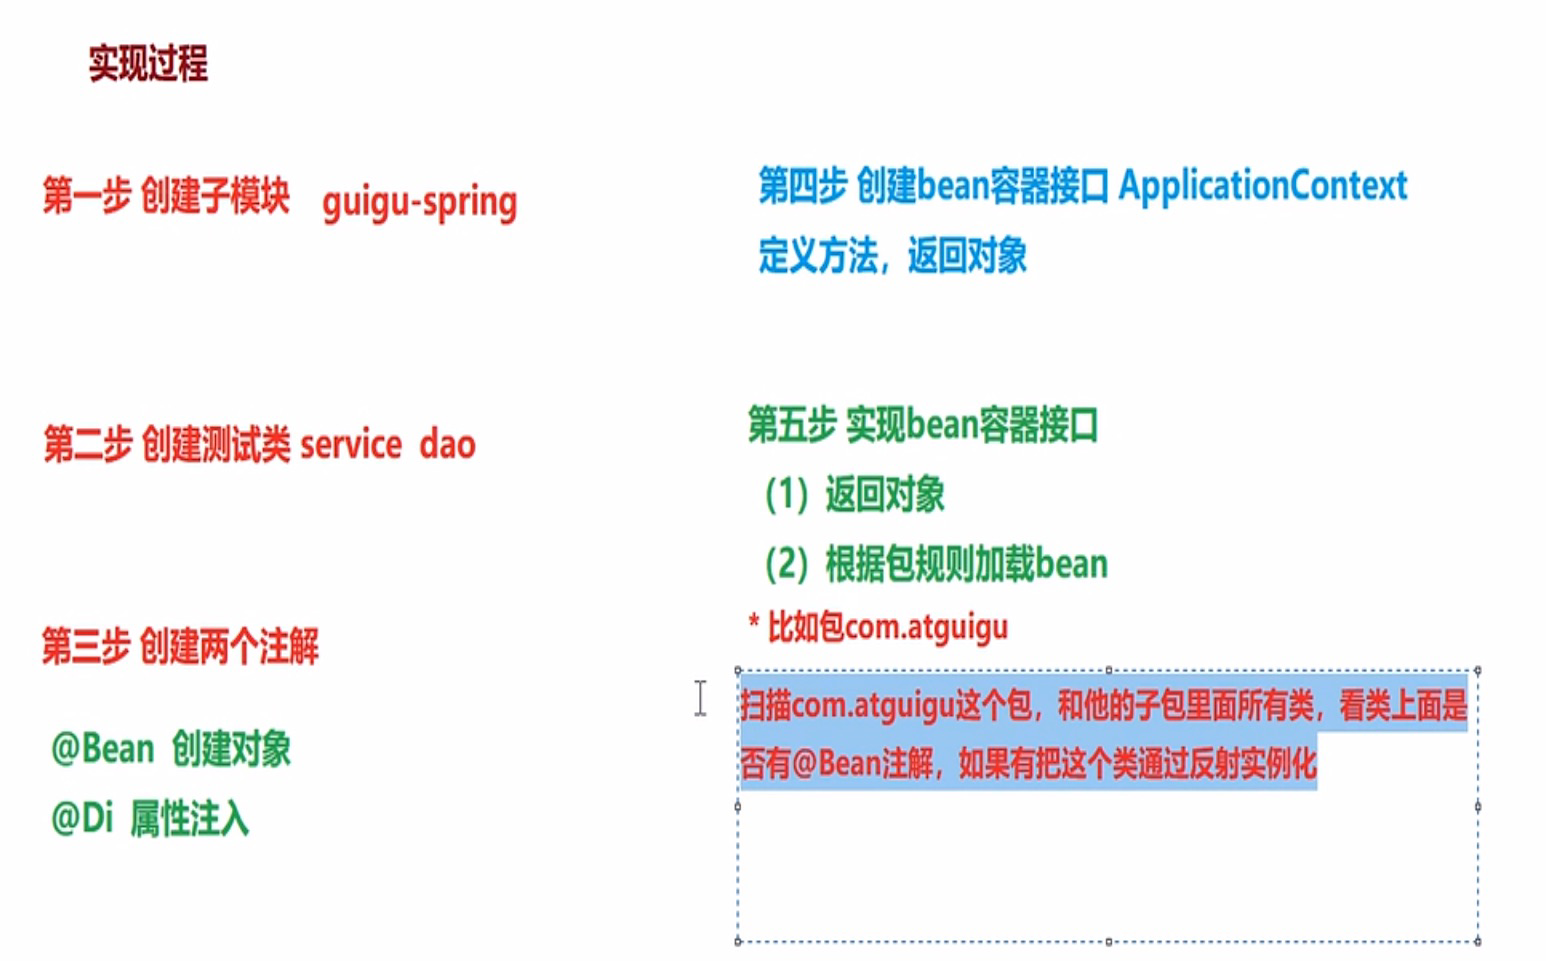 实现过程
第一步 创建子模块 guigu-spring
第二步 创建测试类 service dao
第三步 创建两个注解
@Bean 创建对象
@Di 属性注入
第四步 创建bean容器接口 ApplicationContext
定义方法，返回对象
第五步 实现bean容器接口
（1）返回对象
（2）根据包规则加载bean
* 比如包com.atguigu
扫描com.atguigu这个包，和他的子包里面所有类，看类上面是
否有@Bean注解，如果有把这个类通过反射实例化